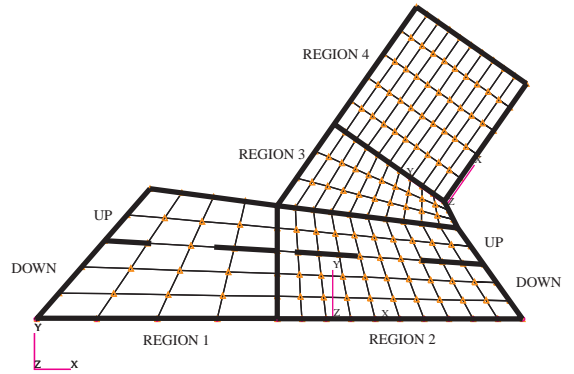 REGION 4
REGION 3
Y
X
Z
UP
UP
DOWN
DOWN
Y
Z
X
Y
Z
X
REGION 1
REGION 2